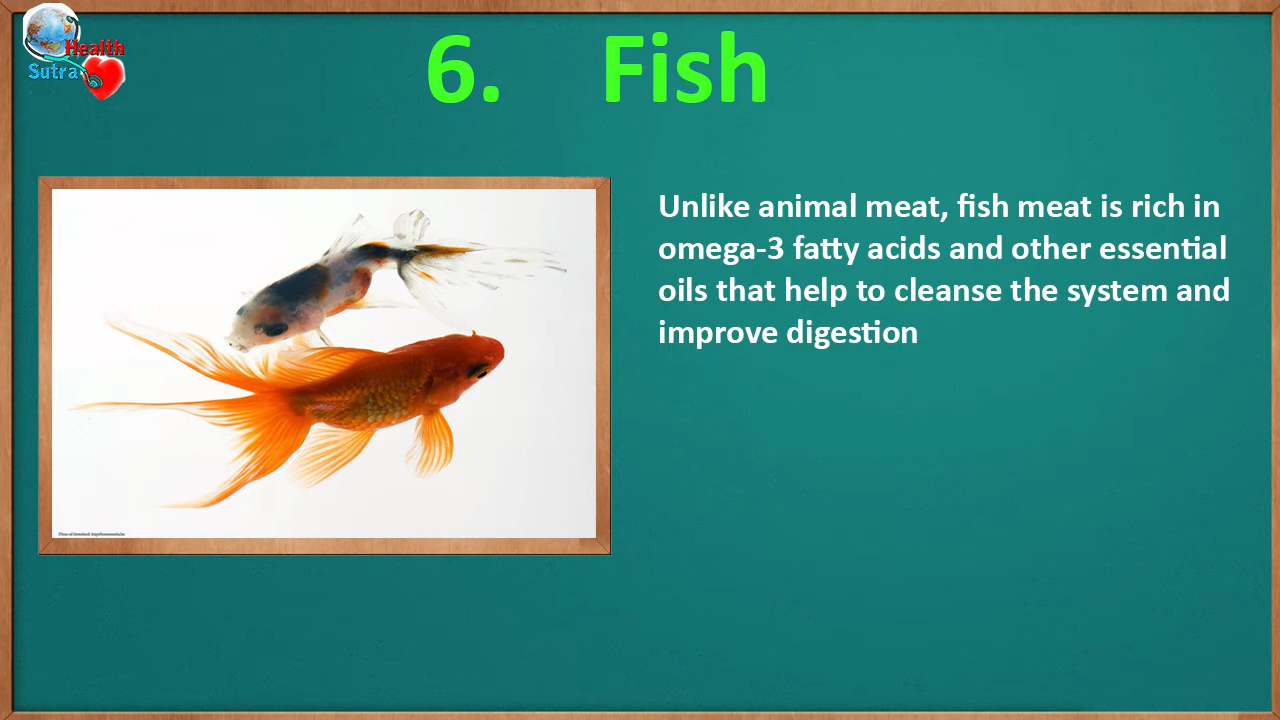 Health
Sutra
6. Fish
Unlike animal meat, fish meat is rich in
omega-3 fatty acids and other essential
oils that help to cleanse the system and
improve digestion